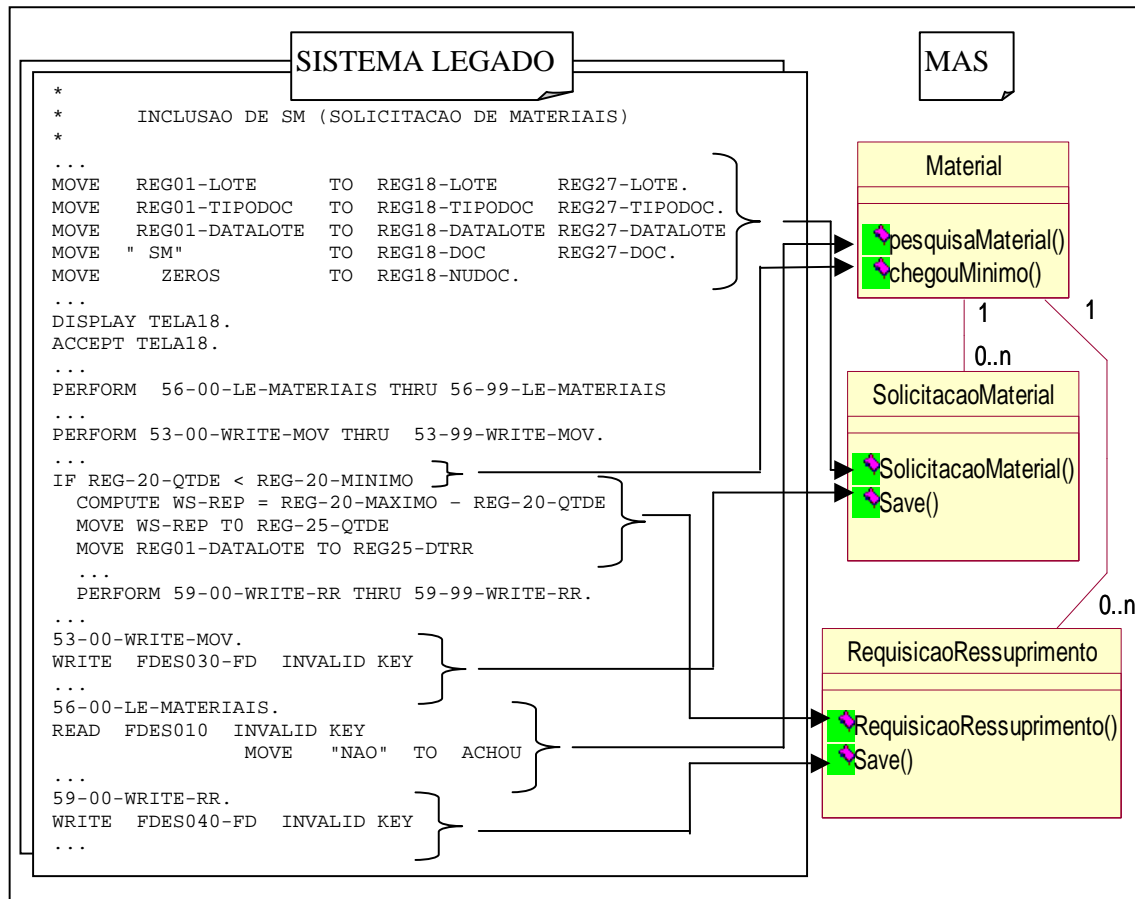 SISTEMA LEGADO
*
*      INCLUSAO DE SM (SOLICITACAO DE MATERIAIS)
*
...
MOVE   REG01-LOTE      TO  REG18-LOTE     REG27-LOTE.
MOVE   REG01-TIPODOC   TO  REG18-TIPODOC  REG27-TIPODOC.
MOVE   REG01-DATALOTE  TO  REG18-DATALOTE REG27-DATALOTE
MOVE  " SM"            TO  REG18-DOC      REG27-DOC.
MOVE     ZEROS         TO  REG18-NUDOC.
...
DISPLAY TELA18.
ACCEPT TELA18.
...
PERFORM  56-00-LE-MATERIAIS THRU 56-99-LE-MATERIAIS
...
PERFORM 53-00-WRITE-MOV THRU  53-99-WRITE-MOV.
...
IF REG-20-QTDE < REG-20-MINIMO
  COMPUTE WS-REP = REG-20-MAXIMO – REG-20-QTDE
  MOVE WS-REP T0 REG-25-QTDE
  MOVE REG01-DATALOTE TO REG25-DTRR
  ...
  PERFORM 59-00-WRITE-RR THRU 59-99-WRITE-RR.
...
53-00-WRITE-MOV.
WRITE  FDES030-FD  INVALID KEY
...
56-00-LE-MATERIAIS.
READ  FDES010  INVALID KEY
               MOVE  "NAO"  TO  ACHOU
...
59-00-WRITE-RR.
WRITE  FDES040-FD  INVALID KEY
...
MAS
Material
pesquisaMaterial()
chegouMinimo()
1
1
0..n
SolicitacaoMaterial
SolicitacaoMaterial()
Save()
0..n
RequisicaoRessuprimento
RequisicaoRessuprimento()
Save()